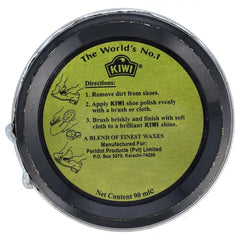 The World's No.1
KIWI
Directions:
1. Remove dirt from shoes.
2. Apply KIWI shoe polish evenly
with a brush or cloth.
3. Brush briskly and finish with soft
cloth to a brilliant KIWI shine.
A BLEND OF FINEST WAXES
Manufactured For:
Peridot Products (Pvt) Limited
P.O. Box 5870, Karachi-74200
Net Content 90 mle